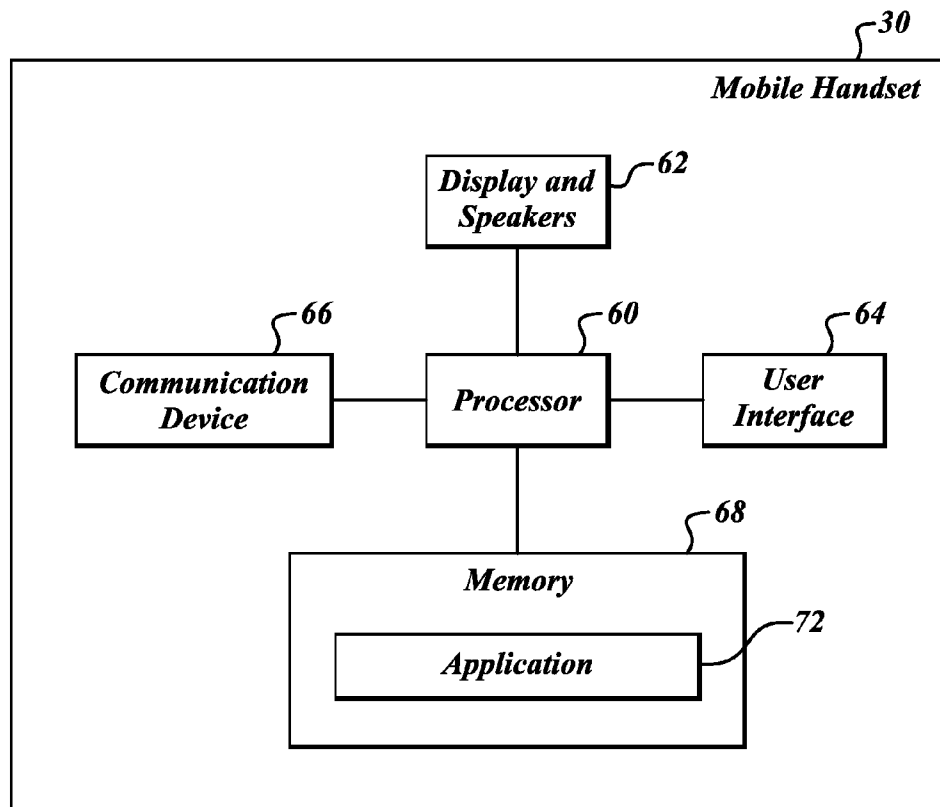 30
Mobile Handset
62
Display and
Speakers
66
60
64
Communication
Device
Processor
User
Interface
68
Memory
72
Application